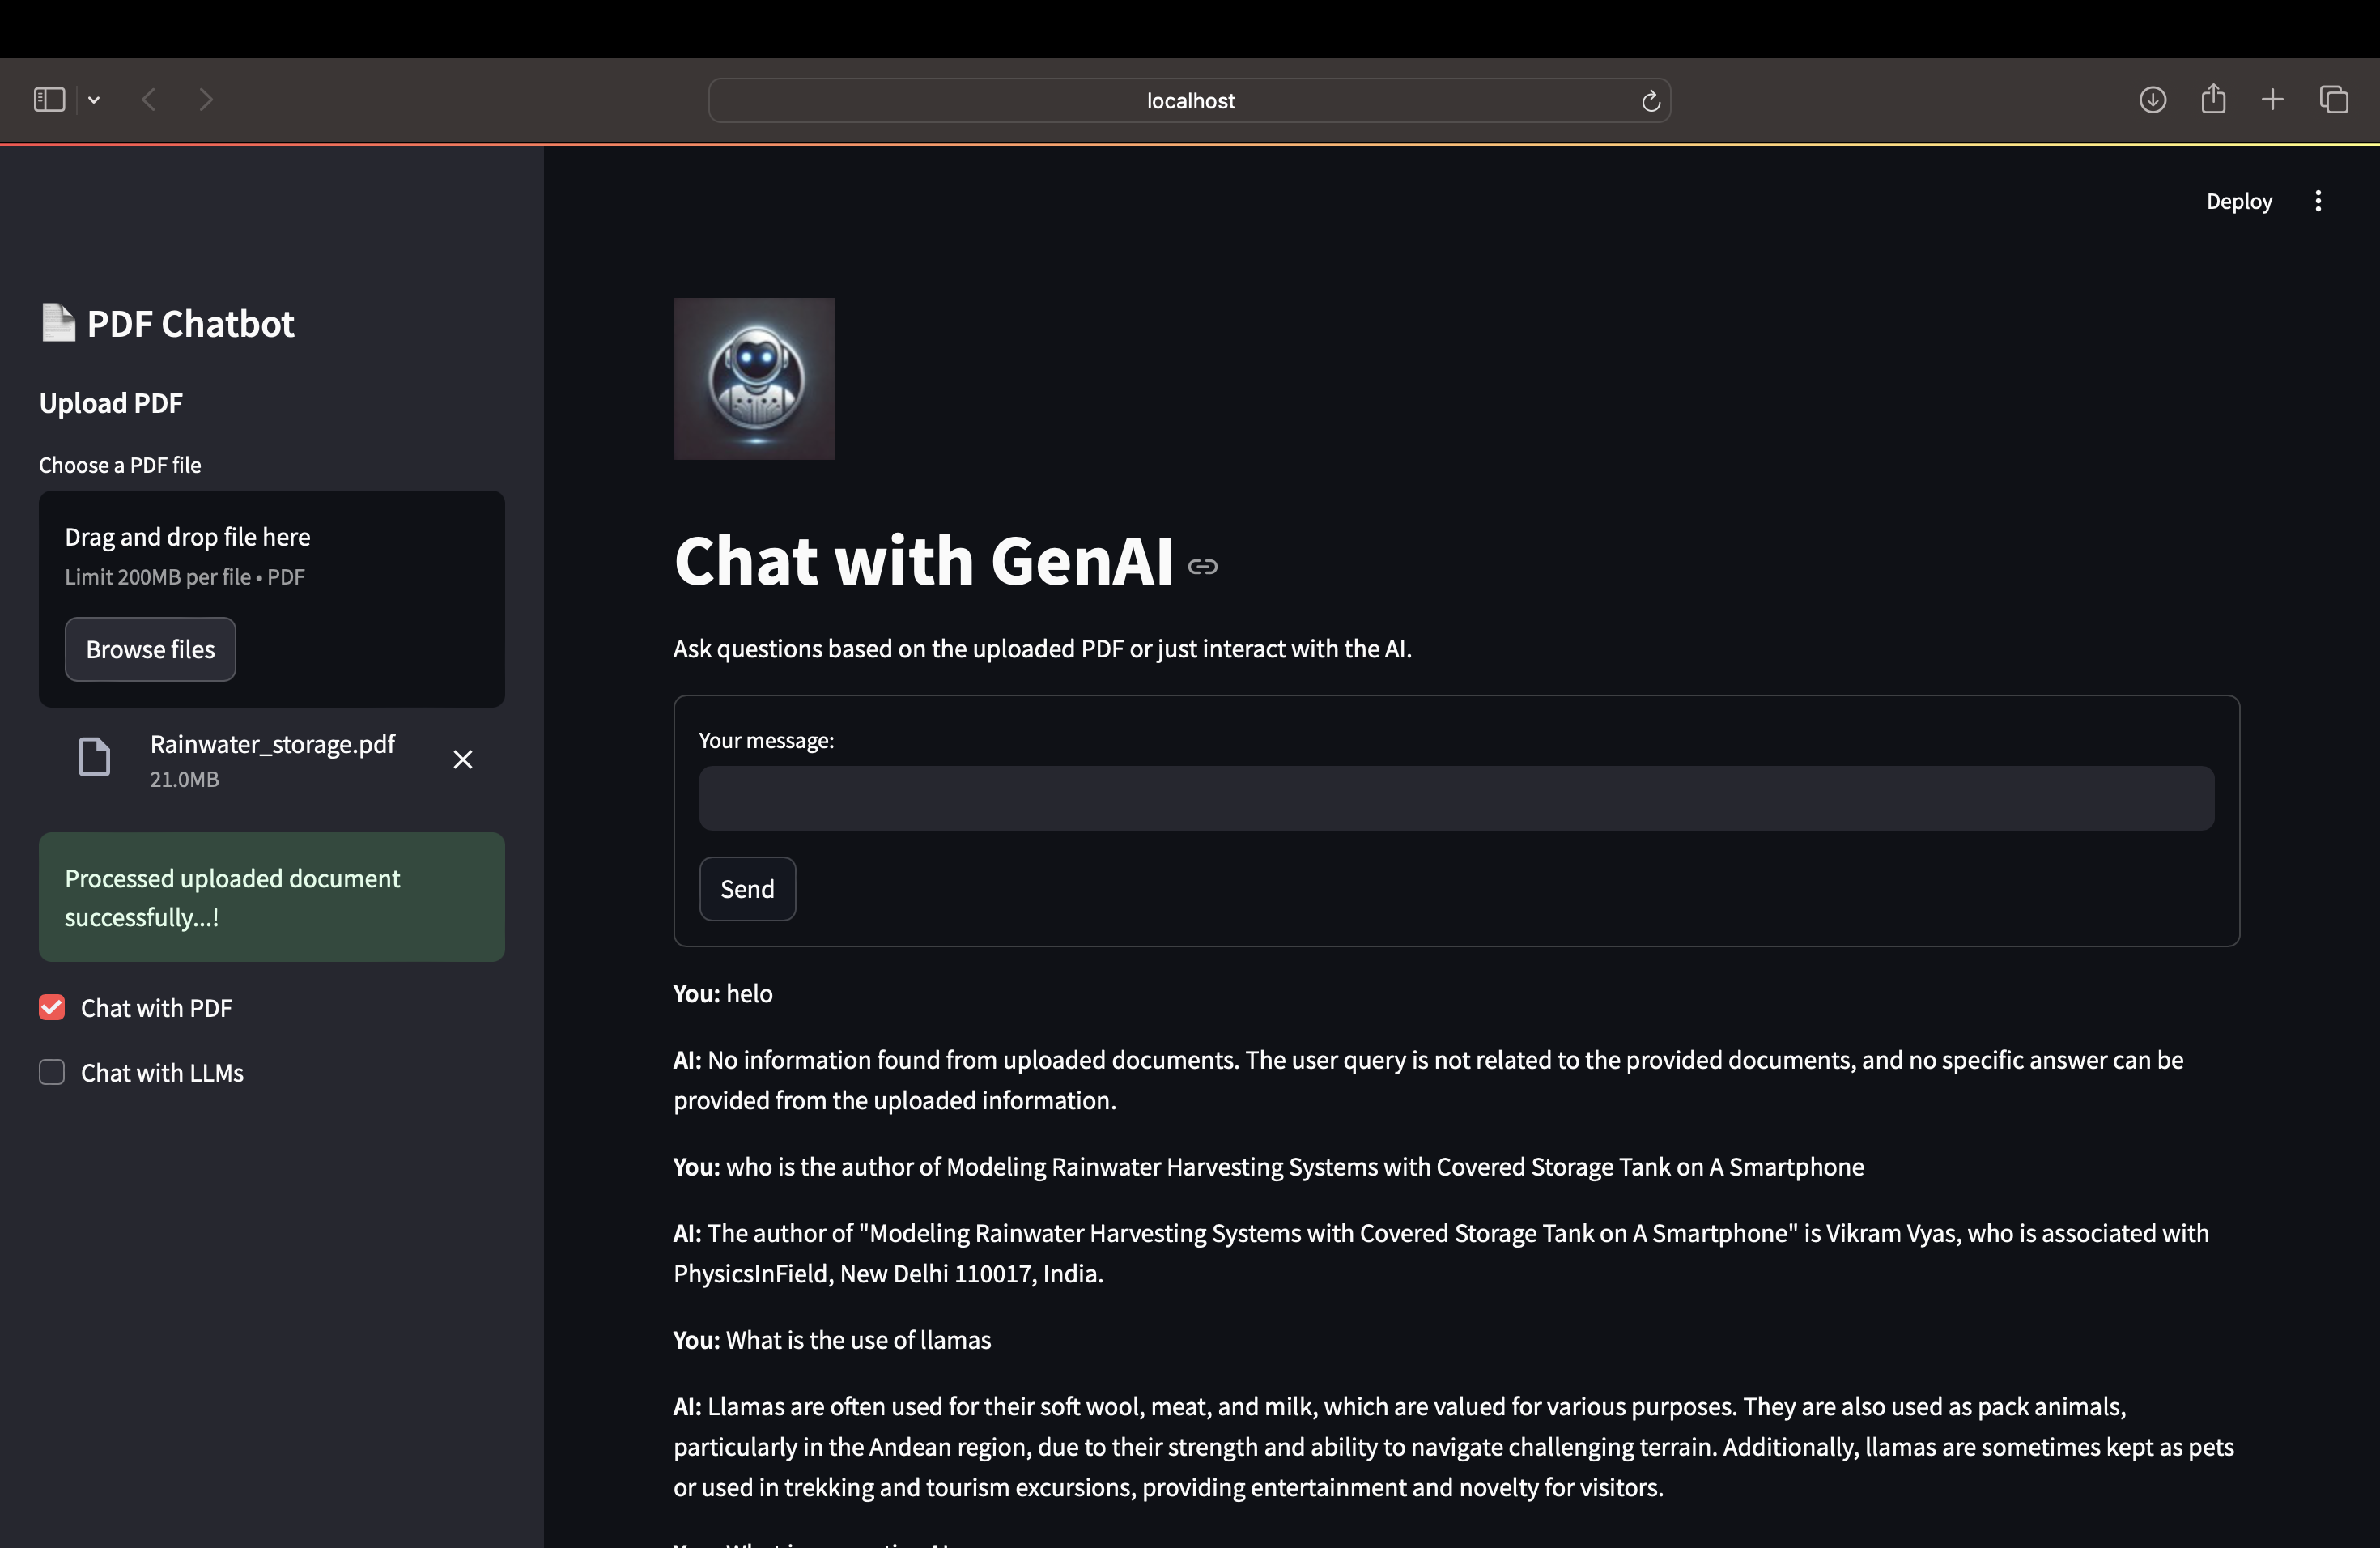 localhost
Deploy
PDF Chatbot
Upload PDF
Choose a PDF file
Drag and drop file here
Limit 200MB per file • PDF
Browse files
Rainwater_storage.pdf
21.0MB
Processed uploaded document
successfully...!
Chat with PDF
Chat with LLMs
Chat with GenAI
Ask questions based on the uploaded PDF or just interact with the AI.
Your message:
Send
You: helo
AI: No information found from uploaded documents. The user query is not related to the provided documents, and no specific answer can be
provided from the uploaded information.
You: who is the author of Modeling Rainwater Harvesting Systems with Covered Storage Tank on A Smartphone
AI: The author of "Modeling Rainwater Harvesting Systems with Covered Storage Tank on A Smartphone" is Vikram Vyas, who is associated with
PhysicsInField, New Delhi 110017, India.
You: What is the use of llamas
AI: Llamas are often used for their soft wool, meat, and milk, which are valued for various purposes. They are also used as pack animals,
particularly in the Andean region, due to their strength and ability to navigate challenging terrain. Additionally, llamas are sometimes kept as pets
or used in trekking and tourism excursions, providing entertainment and novelty for visitors.